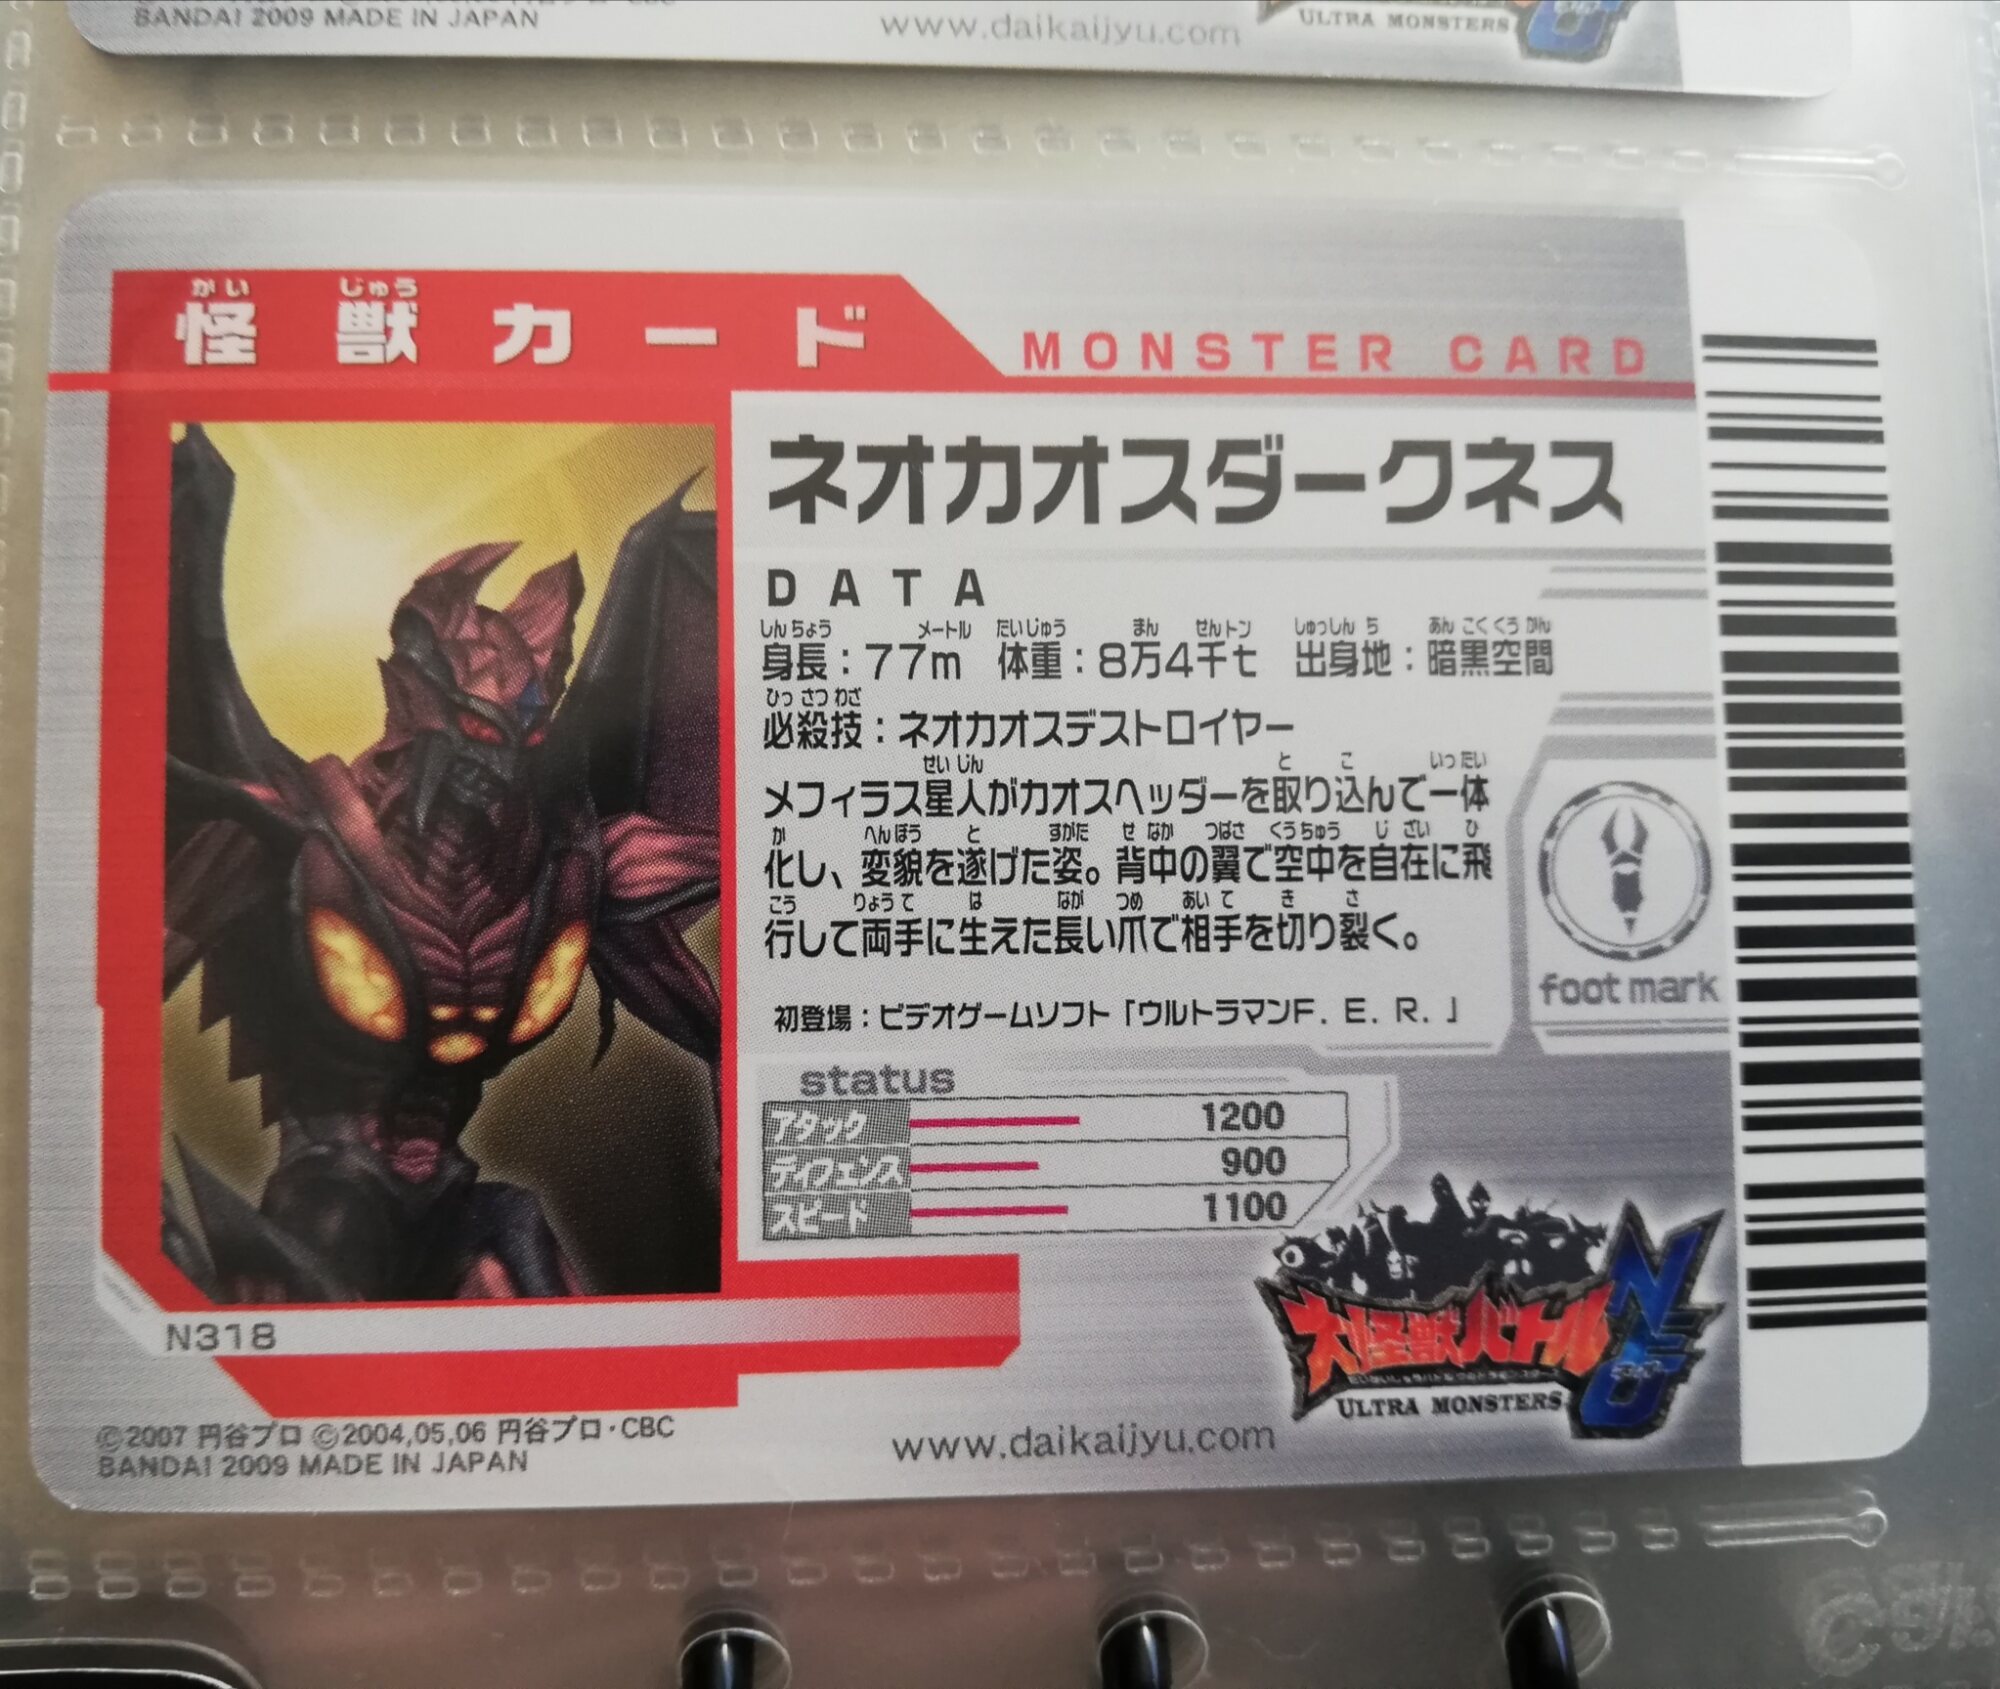 BANDAI 2009 MADE IN JAPAN
www.daikaijyu.com
ULTRA MONSTERS
かい じゅう
怪獣カード
MONSTER CARD
ネオカオスダークネス
DATA
しんちょう メートル たいじゅう まん せんトン しゅっしんち あんこくくうかん
身長：77m 体重：8万4千t 出身地：暗黒空間
ひっさつわざ
必殺技：ネオカオスデストロイヤー
せいじん と こ いったい
メフィラス星人がカオスヘッダーを取り込んで一体
か へんぼう と すがた せなか つばさ くうちゅう じざい ひ
化し、変貌を遂げた姿。背中の翼で空中を自在に飛
こう りょうて は なが つめ あいて き さ
行して両手に生えた長い爪で相手を切り裂く。
初登場：ビデオゲームソフト「ウルトラマンF．E．R．」
foot mark
status
アタック 1200
ディフェンス 900
スピード 1100
N318
大怪獣バトル
NEO
ULTRA MONSTERS
©2007 円谷プロ ©2004,05,06 円谷プロ・CBC
BANDAI 2009 MADE IN JAPAN
www.daikaijyu.com